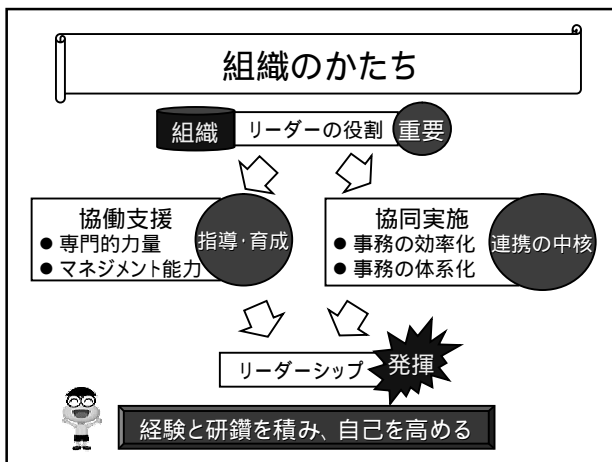 組織のかたち
組織 リーダーの役割 重要
協働支援
● 専門的力量
● マネジメント能力
指導・育成
協同実施
● 事務の効率化
● 事務の体系化
連携の中核
リーダーシップ 発揮
経験と研鑽を積み、自己を高める